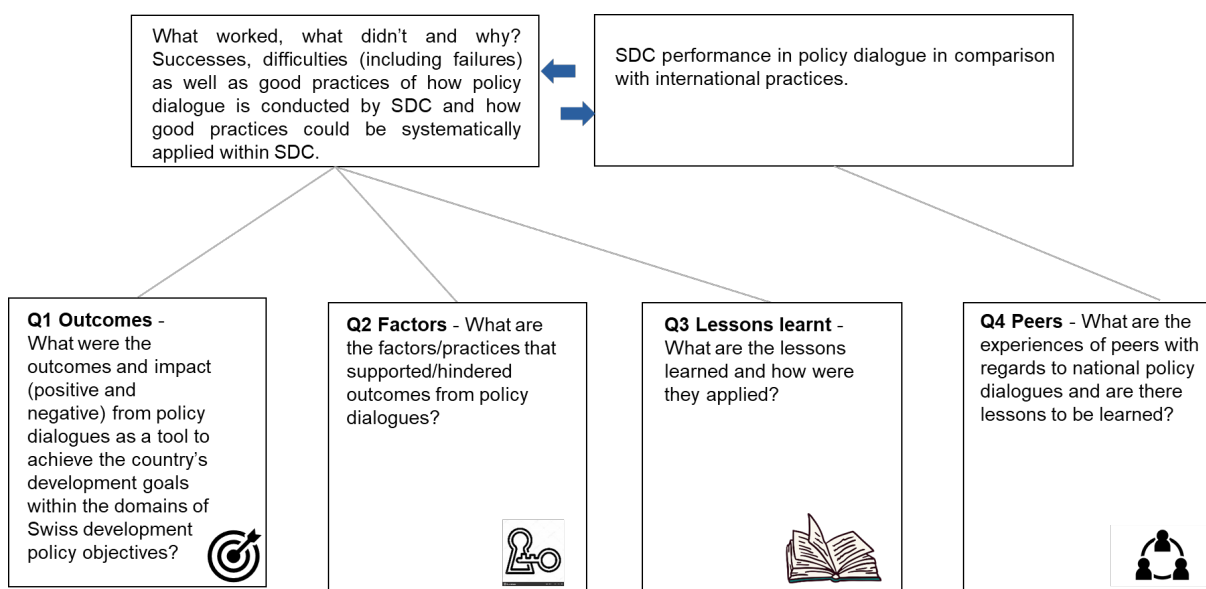 What worked, what didn't and why?
Successes, difficulties (including failures)
as well as good practices of how policy
dialogue is conducted by SDC and how
good practices could be systematically
applied within SDC.
SDC performance in policy dialogue in comparison
with international practices.
Q1 Outcomes -
What were the
outcomes and impact
(positive and
negative) from policy
dialogues as a tool to
achieve the country's
development goals
within the domains of
Swiss development
policy objectives?
Q2 Factors - What are
the factors/practices that
supported/hindered
outcomes from policy
dialogues?
Q3 Lessons learnt -
What are the lessons
learned and how were
they applied?
Q4 Peers - What are the
experiences of peers with
regards to national policy
dialogues and are there
lessons to be learned?